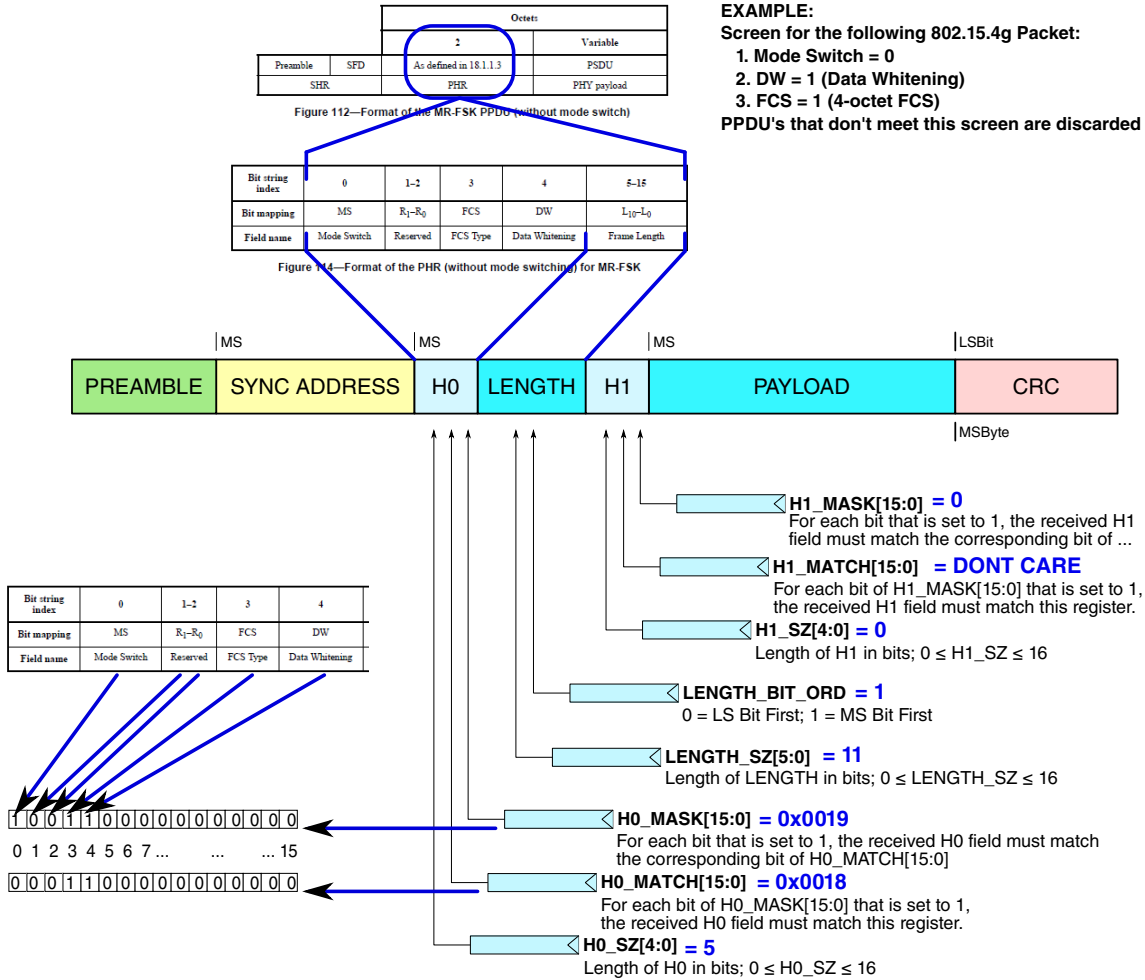 Octets
2 Variable
Preamble SFD As defined in 18.1.1.3 PSDU
SHR PHR PHY payload
Figure 112—Format of the MR-FSK PPDU (without mode switch)
EXAMPLE:
Screen for the following 802.15.4g Packet:
1. Mode Switch = 0
2. DW = 1 (Data Whitening)
3. FCS = 1 (4-octet FCS)
PPDU's that don't meet this screen are discarded
Bit string index 0 1–2 3 4 5–15
Bit mapping MS R1–R0 FCS DW L10–L0
Field name Mode Switch Reserved FCS Type Data Whitening Frame Length
Figure 114—Format of the PHR (without mode switching) for MR-FSK
MS MS MS LSBit
PREAMBLE SYNC ADDRESS H0 LENGTH H1 PAYLOAD CRC
MSByte
H1_MASK[15:0] = 0
For each bit that is set to 1, the received H1
field must match the corresponding bit of ...
H1_MATCH[15:0] = DONT CARE
For each bit of H1_MASK[15:0] that is set to 1,
the received H1 field must match this register.
H1_SZ[4:0] = 0
Length of H1 in bits; 0 ≤ H1_SZ ≤ 16
LENGTH_BIT_ORD = 1
0 = LS Bit First; 1 = MS Bit First
LENGTH_SZ[5:0] = 11
Length of LENGTH in bits; 0 ≤ LENGTH_SZ ≤ 16
Bit string index 0 1–2 3 4
Bit mapping MS R1–R0 FCS DW
Field name Mode Switch Reserved FCS Type Data Whitening
1 0 0 1 1 0 0 0 0 0 0 0 0 0 0 0
0 1 2 3 4 5 6 7 ... ... ... 15
0 0 0 1 1 0 0 0 0 0 0 0 0 0 0 0
H0_MASK[15:0] = 0x0019
For each bit that is set to 1, the received H0 field must match
the corresponding bit of H0_MATCH[15:0]
H0_MATCH[15:0] = 0x0018
For each bit of H0_MASK[15:0] that is set to 1,
the received H0 field must match this register.
H0_SZ[4:0] = 5
Length of H0 in bits; 0 ≤ H0_SZ ≤ 16